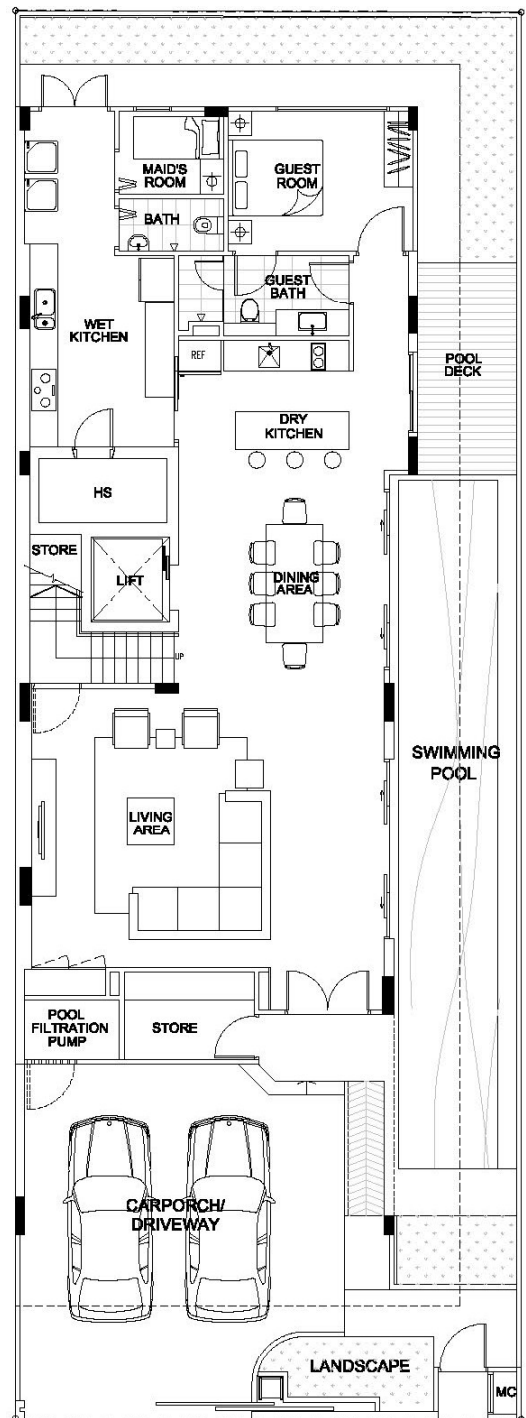 MAID'S
ROOM
GUEST
ROOM
BATH
GUEST
BATH
WET
KITCHEN
REF
POOL
DECK
DRY
KITCHEN
HS
STORE
LIFT
DINING
AREA
UP
SWIMMING
POOL
LIVING
AREA
POOL
FILTRATION
PUMP
STORE
CARPORCH/
DRIVEWAY
LANDSCAPE
MC